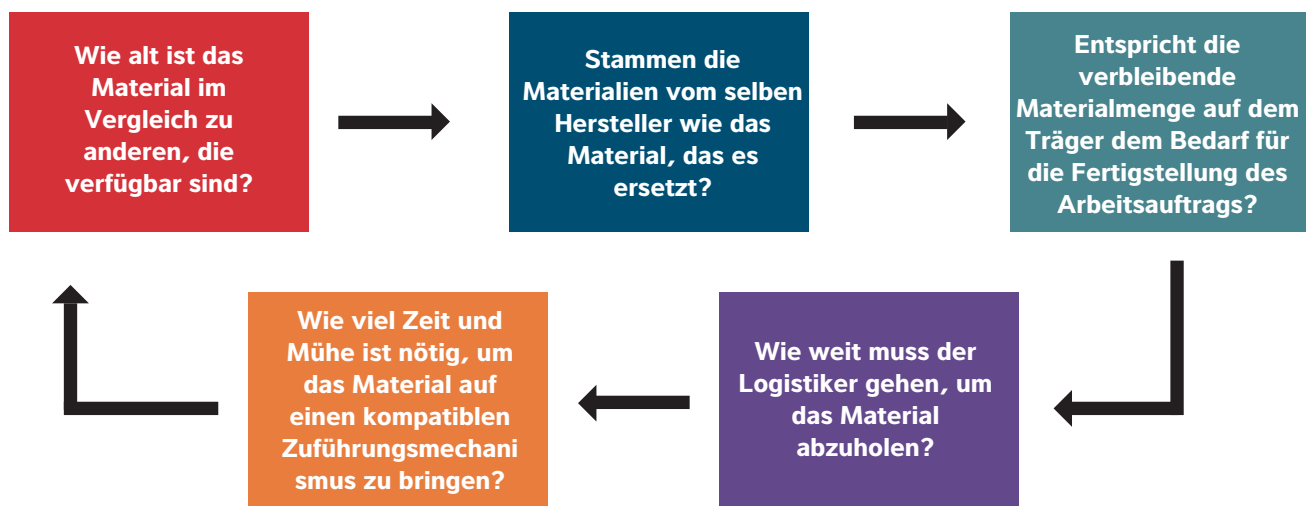 Wie alt ist das
Material im
Vergleich zu
anderen, die
verfügbar sind?
Stammen die
Materialien vom selben
Hersteller wie das
Material, das es
ersetzt?
Entspricht die
verbleibende
Materialmenge auf dem
Träger dem Bedarf für
die Fertigstellung des
Arbeitsauftrags?
Wie weit muss der
Logistiker gehen, um
das Material
abzuholen?
Wie viel Zeit und
Mühe ist nötig, um
das Material auf
einen kompatiblen
Zuführungsmechani
smus zu bringen?